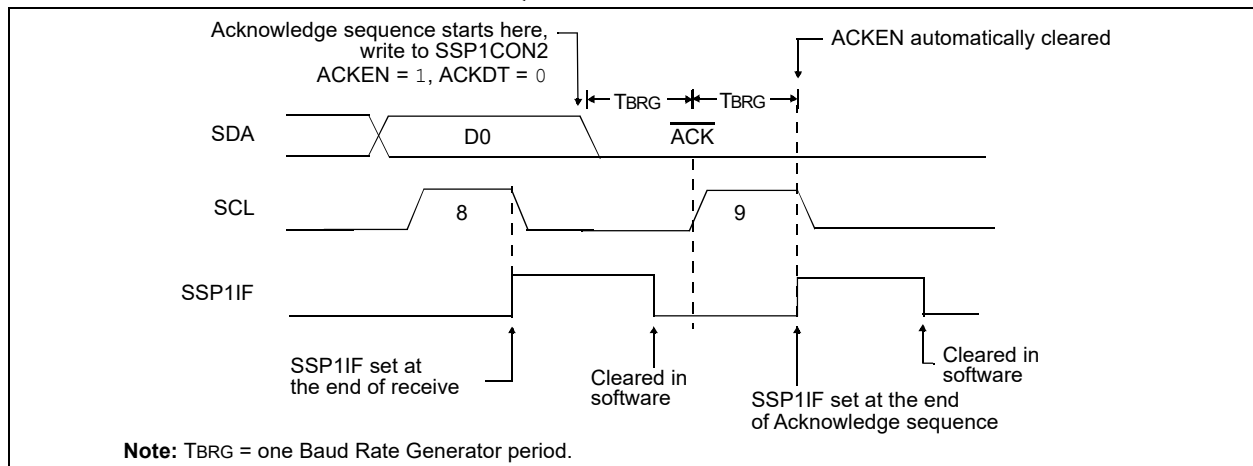 Acknowledge sequence starts here,
write to SSP1CON2
ACKEN = 1, ACKDT = 0
ACKEN automatically cleared
TBRG
TBRG
SDA
D0
ACK
SCL
8
9
SSP1IF
SSP1IF set at
the end of receive
Cleared in
software
SSP1IF set at the end
of Acknowledge sequence
Cleared in
software
Note: TBRG = one Baud Rate Generator period.